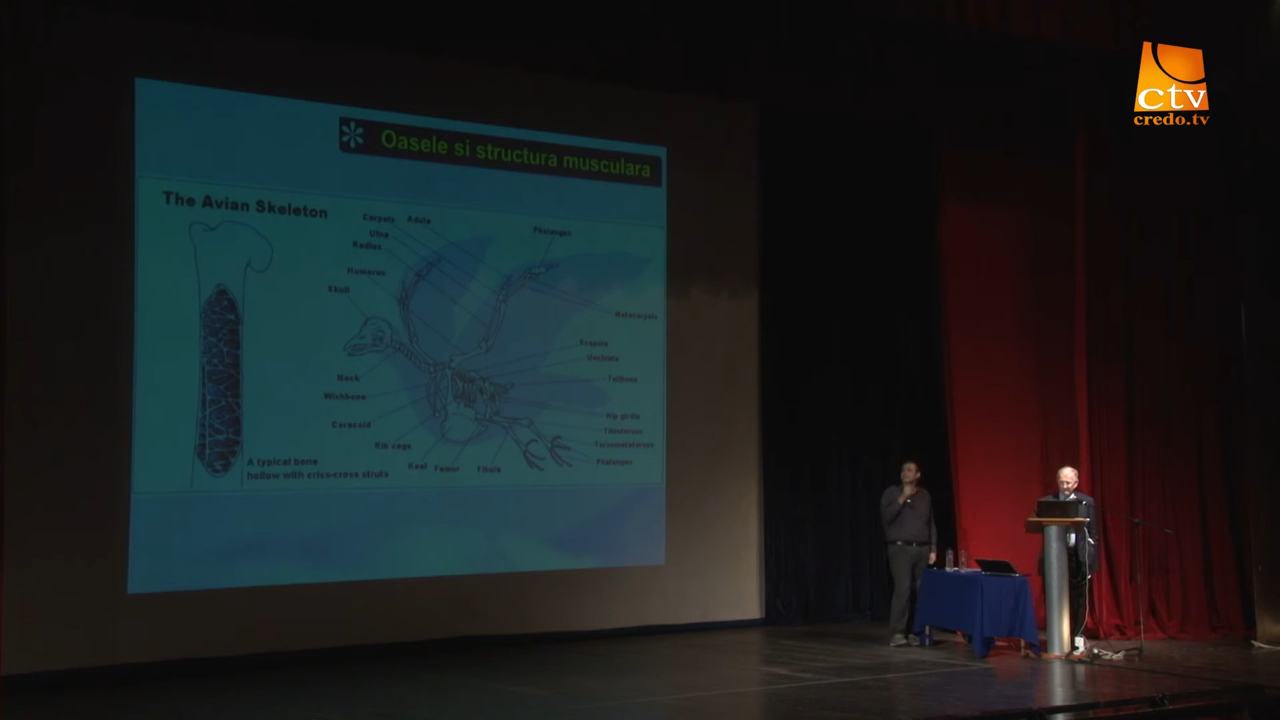 ctv
credo.tv
* Oasele si structura musculara
The Avian Skeleton
Carpals
Alula
Ulna
Radius
Phalanges
Humerus
Skull
Metacarpals
Scapula
Uncinate
Tailbone
Neck
Wishbone
Coracoid
Rib cage
Keel
Femur
Fibula
Hip girdle
Tibiotarsus
Tarsometatarsus
Phalanges
A typical bone
hollow with criss-cross struts